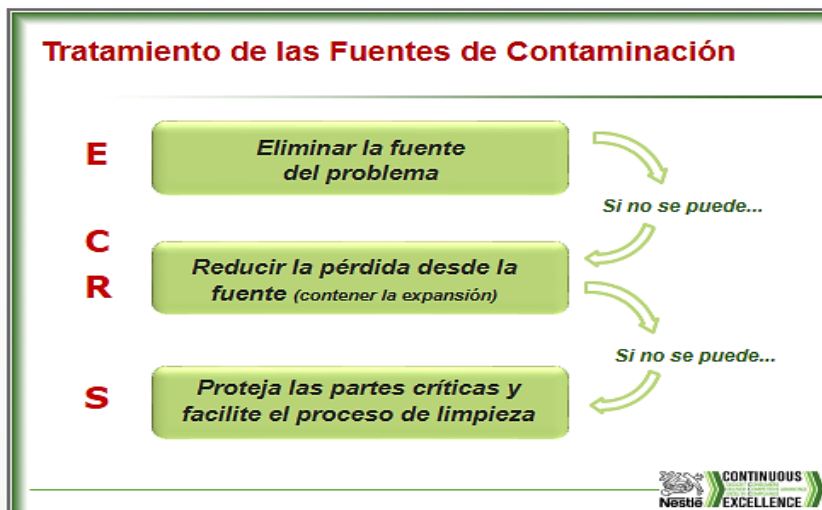 Tratamiento de las Fuentes de Contaminación
E
Eliminar la fuente
del problema
Si no se puede...
C
R
Reducir la pérdida desde la
fuente (contener la expansión)
Si no se puede...
S
Proteja las partes críticas y
facilite el proceso de limpieza
Nestlé
CONTINUOUS
EXCELLENCE